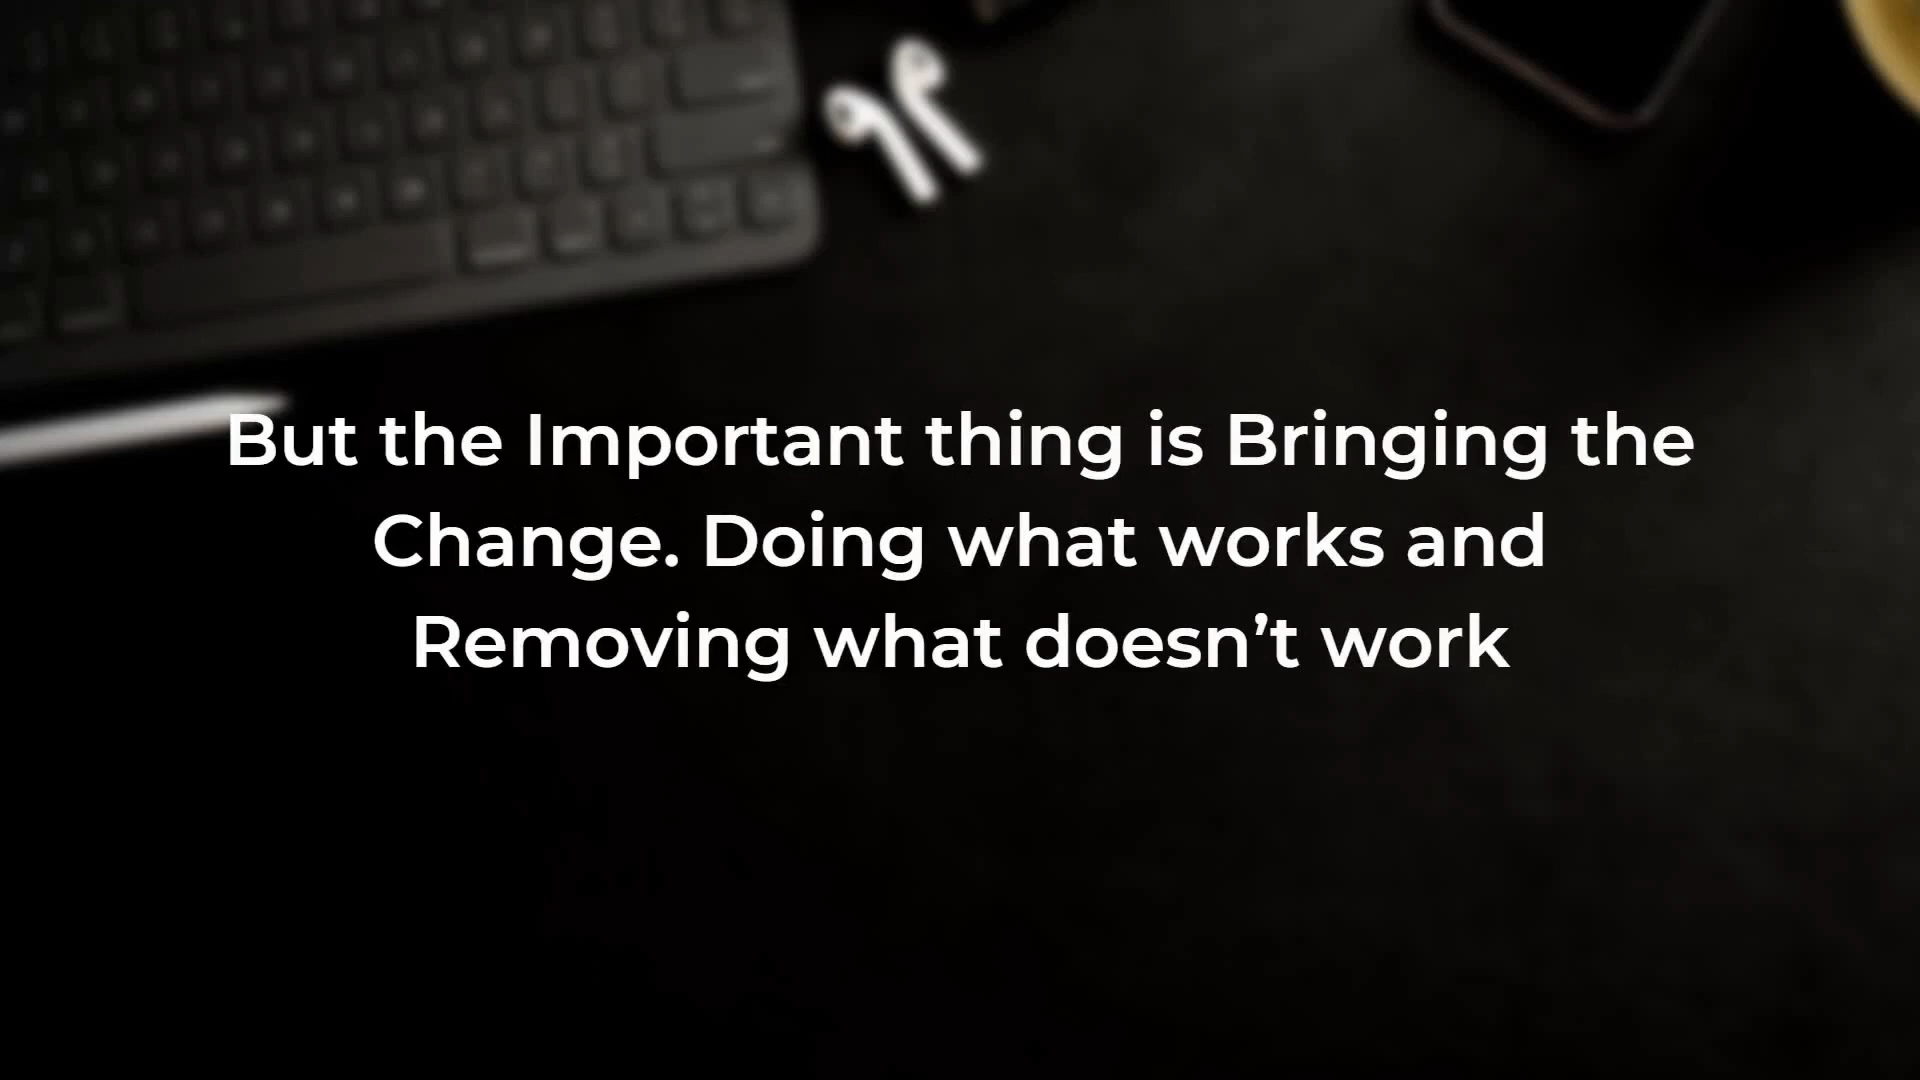 But the Important thing is Bringing the
Change. Doing what works and
Removing what doesn’t work